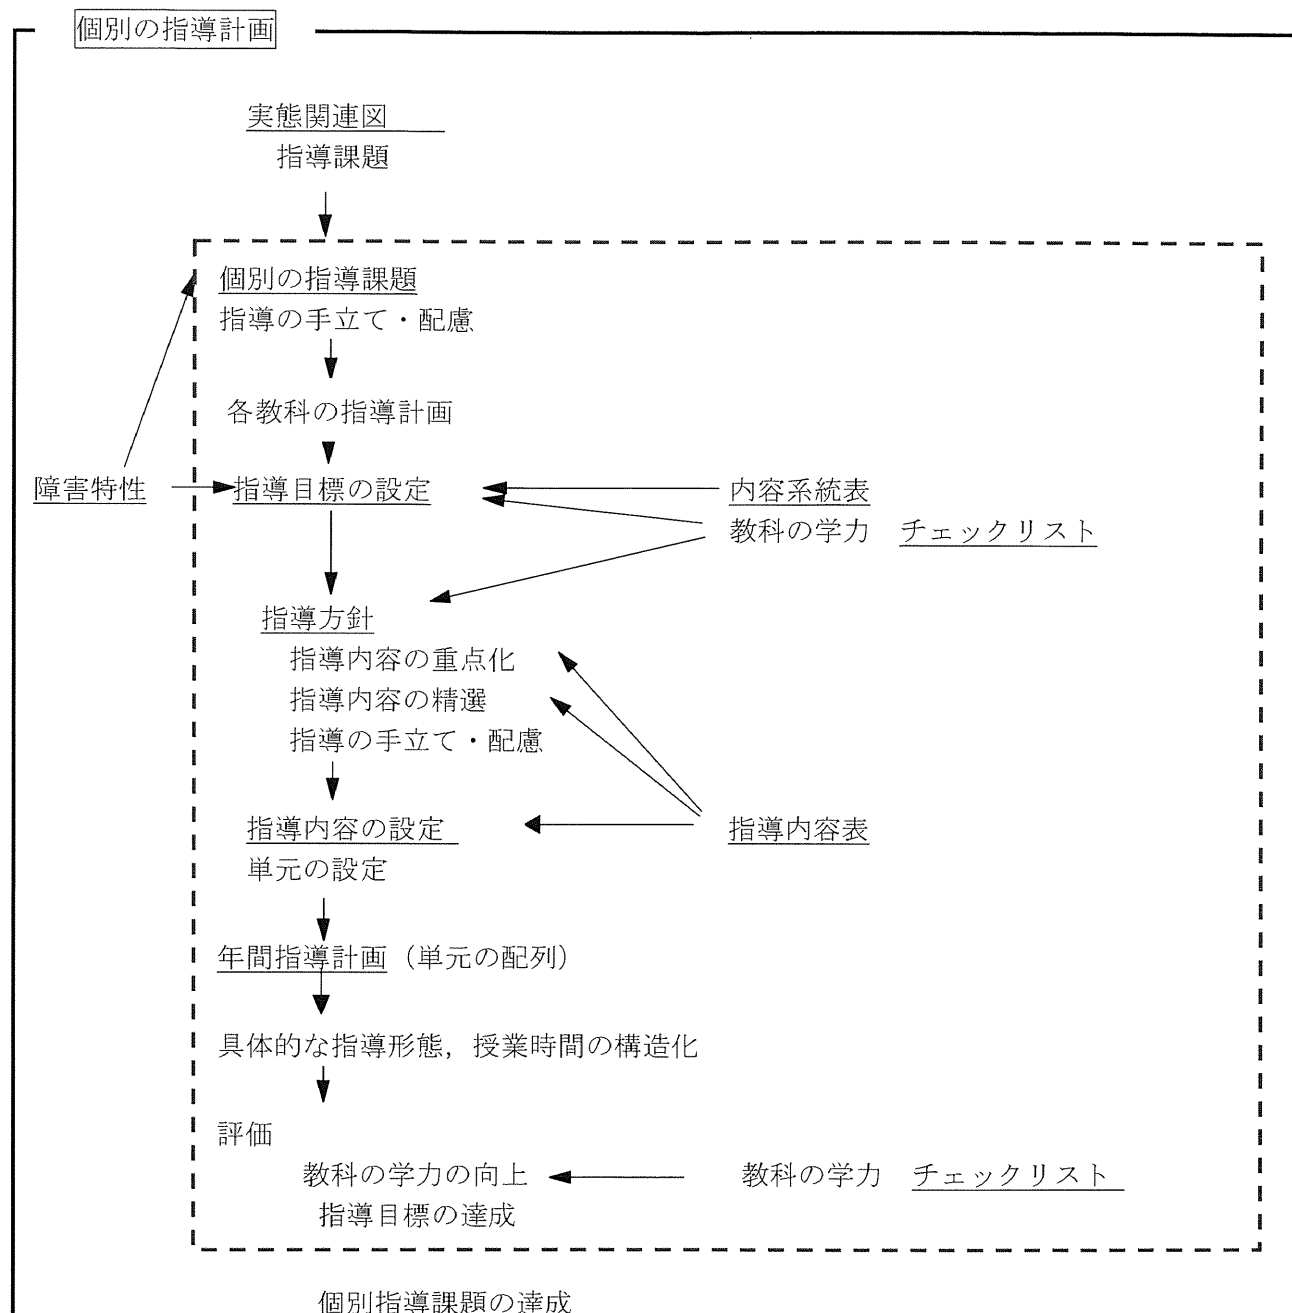 個別の指導計画
実態関連図
指導課題
個別の指導課題
指導の手立て・配慮
各教科の指導計画
障害特性
指導目標の設定
内容系統表
教科の学力 チェックリスト
指導方針
指導内容の重点化
指導内容の精選
指導の手立て・配慮
指導内容の設定
指導内容表
単元の設定
年間指導計画（単元の配列）
具体的な指導形態，授業時間の構造化
評価
教科の学力の向上
教科の学力 チェックリスト
指導目標の達成
個別指導課題の達成